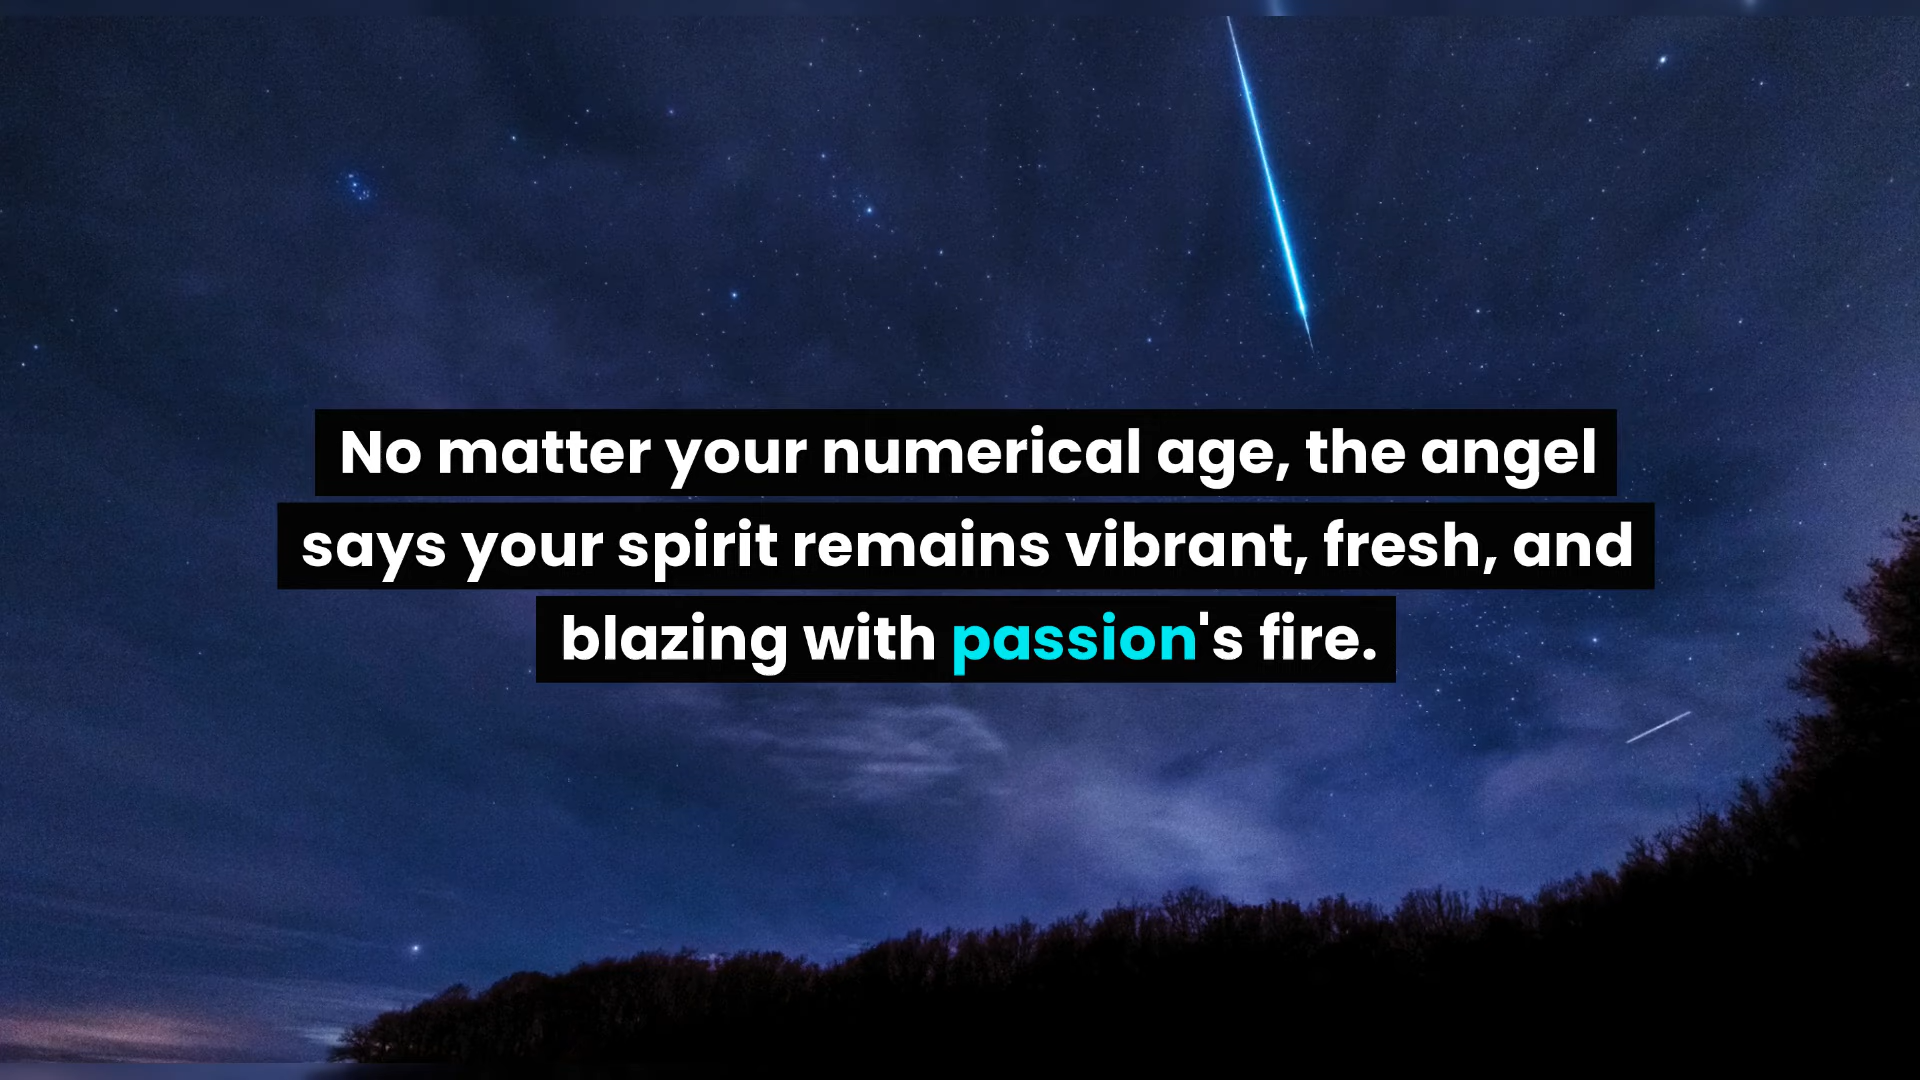 No matter your numerical age, the angel
says your spirit remains vibrant, fresh, and
blazing with passion's fire.